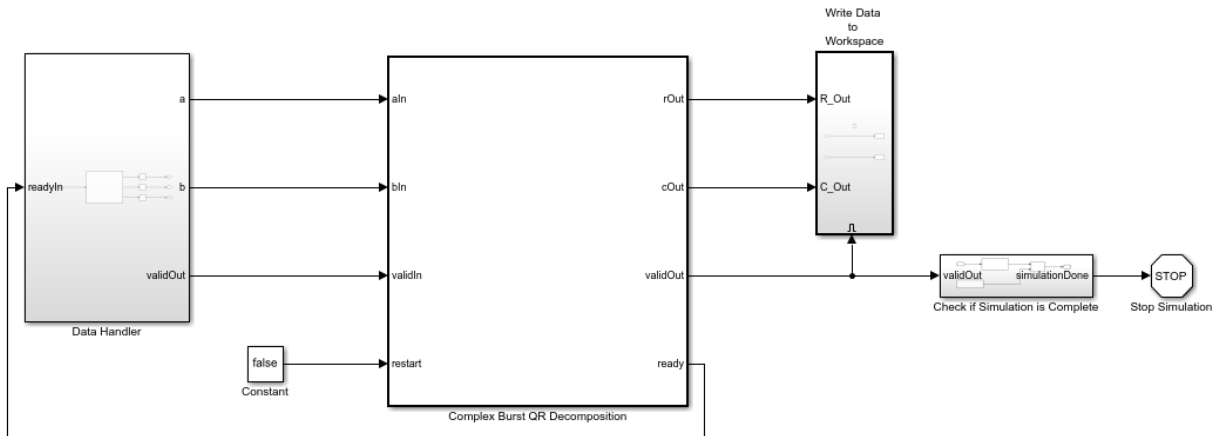 Write Data
to
Workspace
a
aIn
rOut
R_Out
readyIn
b
bIn
cOut
C_Out
validOut
validIn
validOut
validOut
simulationDone
STOP
Data Handler
Check if Simulation is Complete
Stop Simulation
false
restart
ready
Constant
Complex Burst QR Decomposition